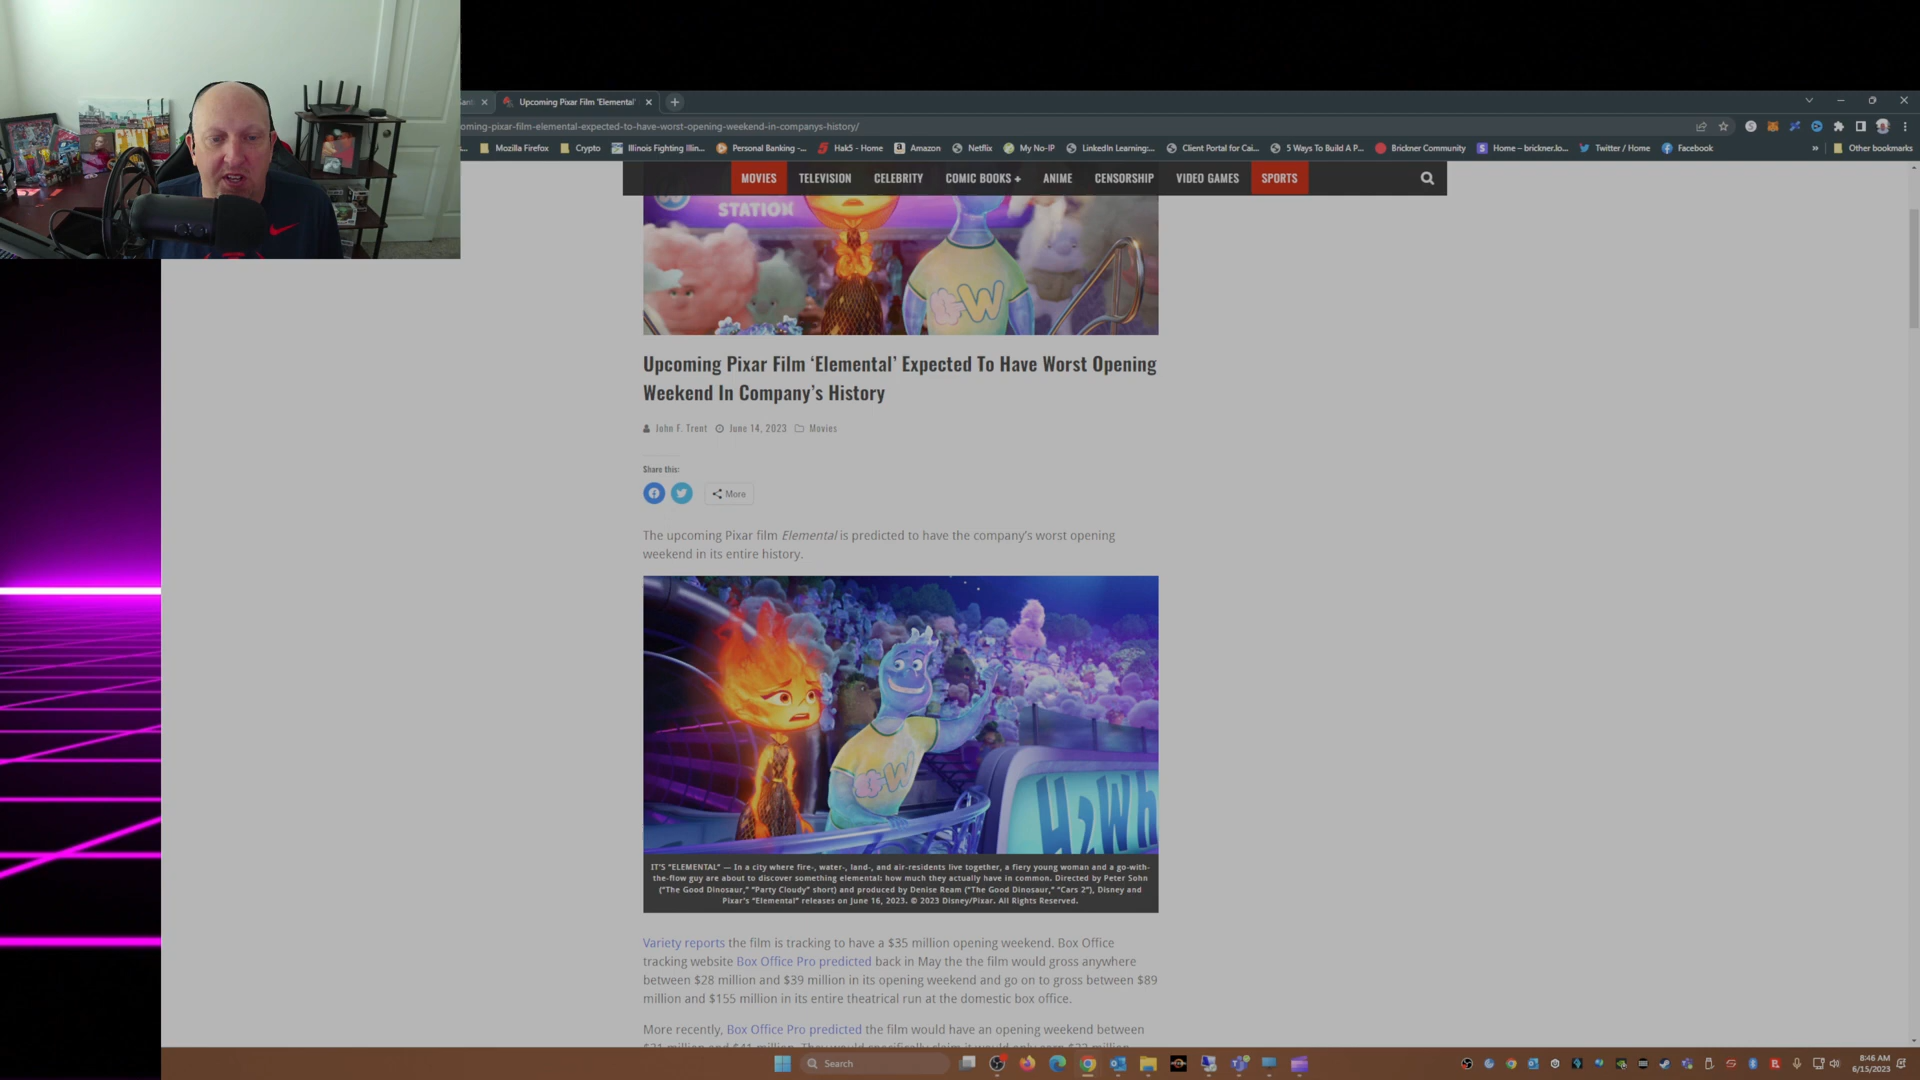 Upcoming Pixar Film 'Elemental'
oming-pixar-film-elemental-expected-to-have-worst-opening-weekend-in-companys-history/
Mozilla Firefox
Crypto
Illinois Fighting Illin...
Personal Banking -...
Hak5 - Home
Amazon
Netflix
My No-IP
LinkedIn Learning:...
Client Portal for Cai...
5 Ways To Build A P...
Brickner Community
Home – brickner.lo...
Twitter / Home
Facebook
»
Other bookmarks
MOVIES
TELEVISION
CELEBRITY
COMIC BOOKS +
ANIME
CENSORSHIP
VIDEO GAMES
SPORTS
STATION
W
Upcoming Pixar Film ‘Elemental’ Expected To Have Worst Opening
Weekend In Company’s History
John F. Trent June 14, 2023 Movies
Share this:
More
The upcoming Pixar film Elemental is predicted to have the company’s worst opening
weekend in its entire history.
W
H2Wh
IT'S “ELEMENTAL” — In a city where fire-, water-, land-, and air-residents live together, a fiery young woman and a go-with-
the-flow guy are about to discover something elemental: how much they actually have in common. Directed by Peter Sohn
(“The Good Dinosaur,” “Party Cloudy” short) and produced by Denise Ream (“The Good Dinosaur,” “Cars 2”), Disney and
Pixar's “Elemental” releases on June 16, 2023. © 2023 Disney/Pixar. All Rights Reserved.
Variety reports the film is tracking to have a $35 million opening weekend. Box Office
tracking website Box Office Pro predicted back in May the the film would gross anywhere
between $28 million and $39 million in its opening weekend and go on to gross between $89
million and $155 million in its entire theatrical run at the domestic box office.
More recently, Box Office Pro predicted the film would have an opening weekend between
Search
8:46 AM
6/15/2023